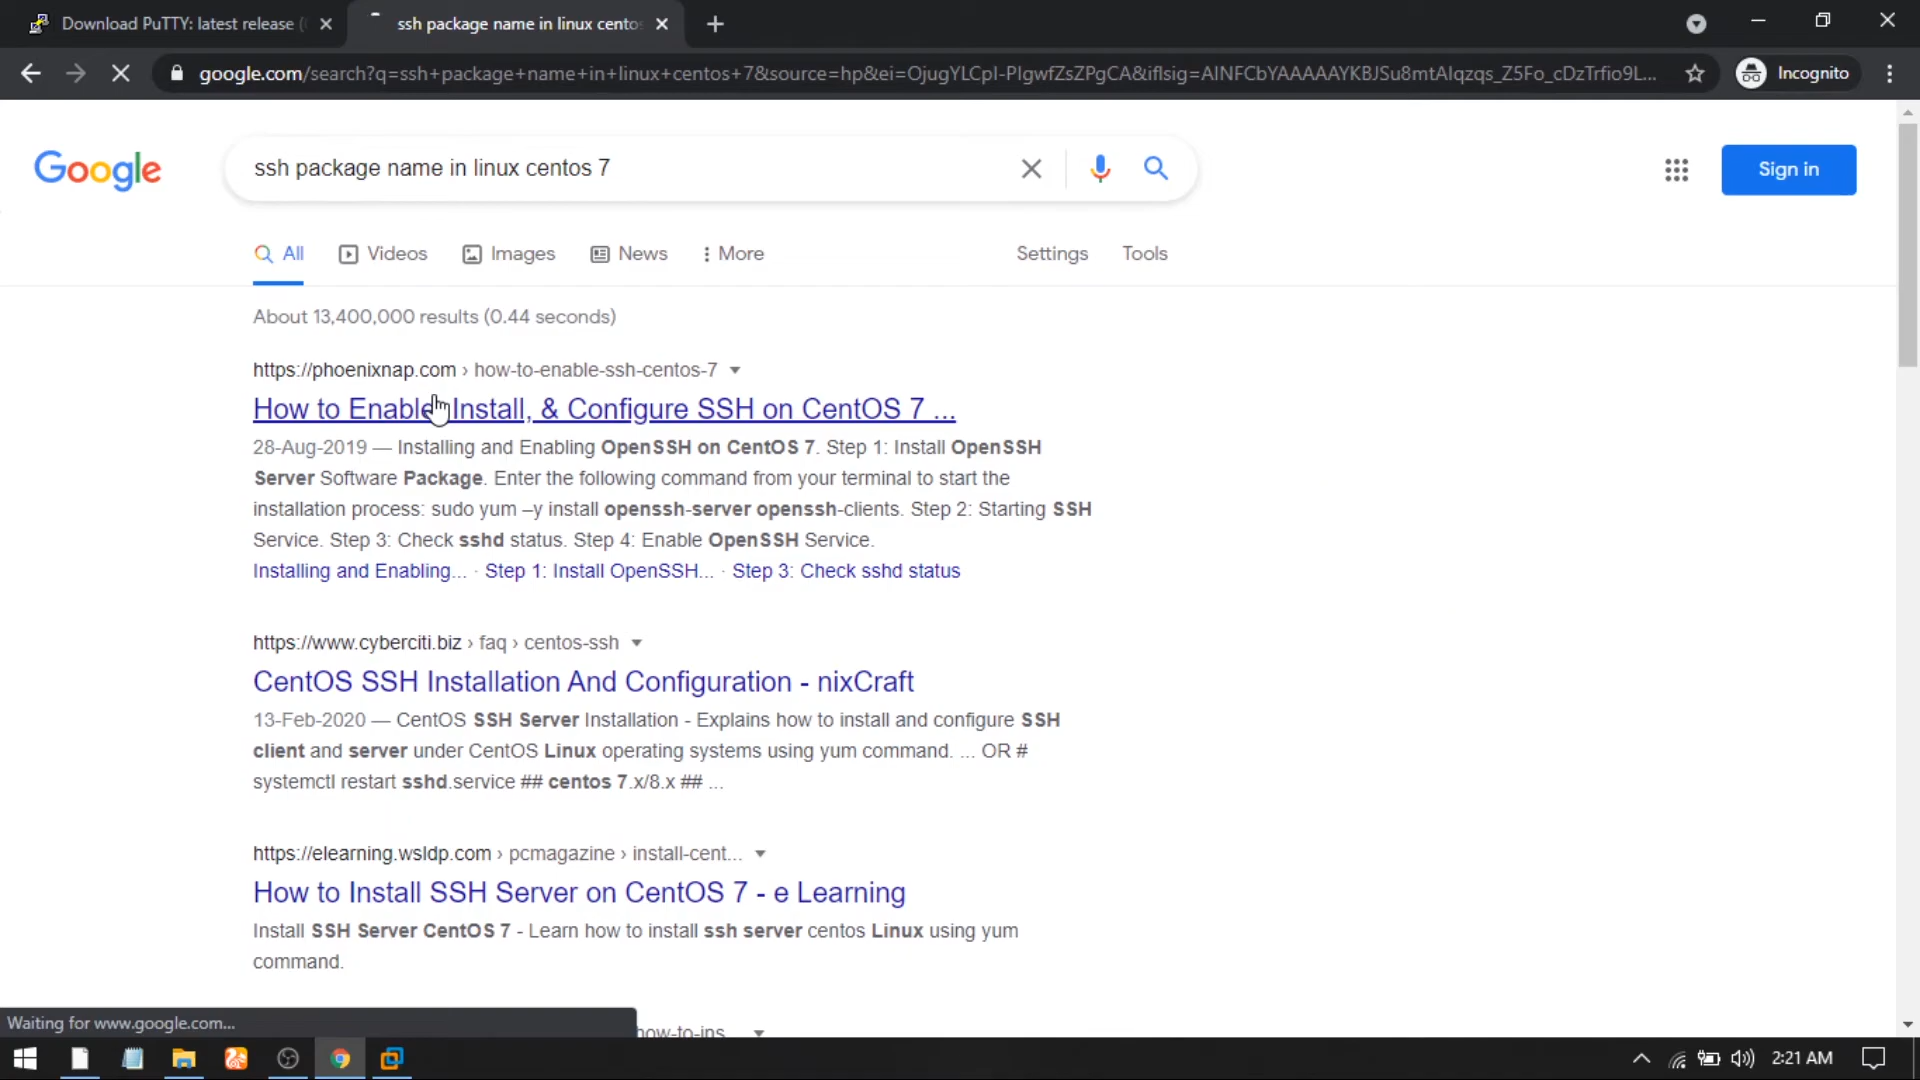 Download PuTTY: latest release (
ssh package name in linux cento
google.com/search?q=ssh+package+name+in+linux+centos+7&source=hp&ei=OjugYLCpI-PIgwfZsZPgCA&iflsig=AINFCbYAAAAAYKBJSu8mtAIqzqs_Z5Fo_cDzTrfio9L...
Incognito
Google
ssh package name in linux centos 7
Sign in
All
Videos
Images
News
More
Settings
Tools
About 13,400,000 results (0.44 seconds)
https://phoenixnap.com › how-to-enable-ssh-centos-7
How to Enable, Install, & Configure SSH on CentOS 7 ...
28-Aug-2019 — Installing and Enabling OpenSSH on CentOS 7. Step 1: Install OpenSSH
Server Software Package. Enter the following command from your terminal to start the
installation process: sudo yum –y install openssh-server openssh-clients. Step 2: Starting SSH
Service. Step 3: Check sshd status. Step 4: Enable OpenSSH Service.
Installing and Enabling... · Step 1: Install OpenSSH... · Step 3: Check sshd status
https://www.cyberciti.biz › faq › centos-ssh
CentOS SSH Installation And Configuration - nixCraft
13-Feb-2020 — CentOS SSH Server Installation - Explains how to install and configure SSH
client and server under CentOS Linux operating systems using yum command. ... OR #
systemctl restart sshd.service ## centos 7.x/8.x ## ...
https://elearning.wsldp.com › pcmagazine › install-cent...
How to Install SSH Server on CentOS 7 - e Learning
Install SSH Server CentOS 7 - Learn how to install ssh server centos Linux using yum
command.
Waiting for www.google.com...
how-to-ins...
2:21 AM